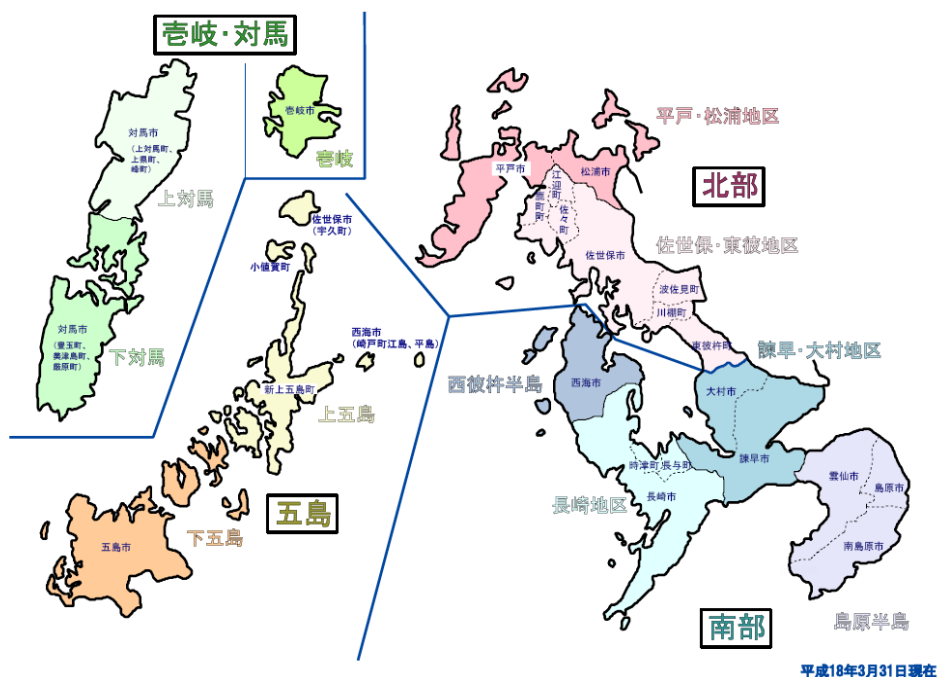 壱岐・対馬
壱岐市
壱岐
対馬市
(上対馬町、
上県町、
峰町)
上対馬
対馬市
(豊玉町、
美津島町、
厳原町)
下対馬
平戸・松浦地区
平戸市
松浦市
江迎町
鹿町町
佐々町
北部
佐世保市
佐世保・東彼地区
波佐見町
川棚町
東彼杵町
佐世保市
(宇久町)
小値賀町
西海市
(崎戸町江島、平島)
新上五島町
上五島
五島
下五島
五島市
西彼杵半島
西海市
諫早・大村地区
大村市
諫早市
時津町
長与町
長崎地区
長崎市
雲仙市
島原市
南島原市
島原半島
南部
平成18年3月31日現在